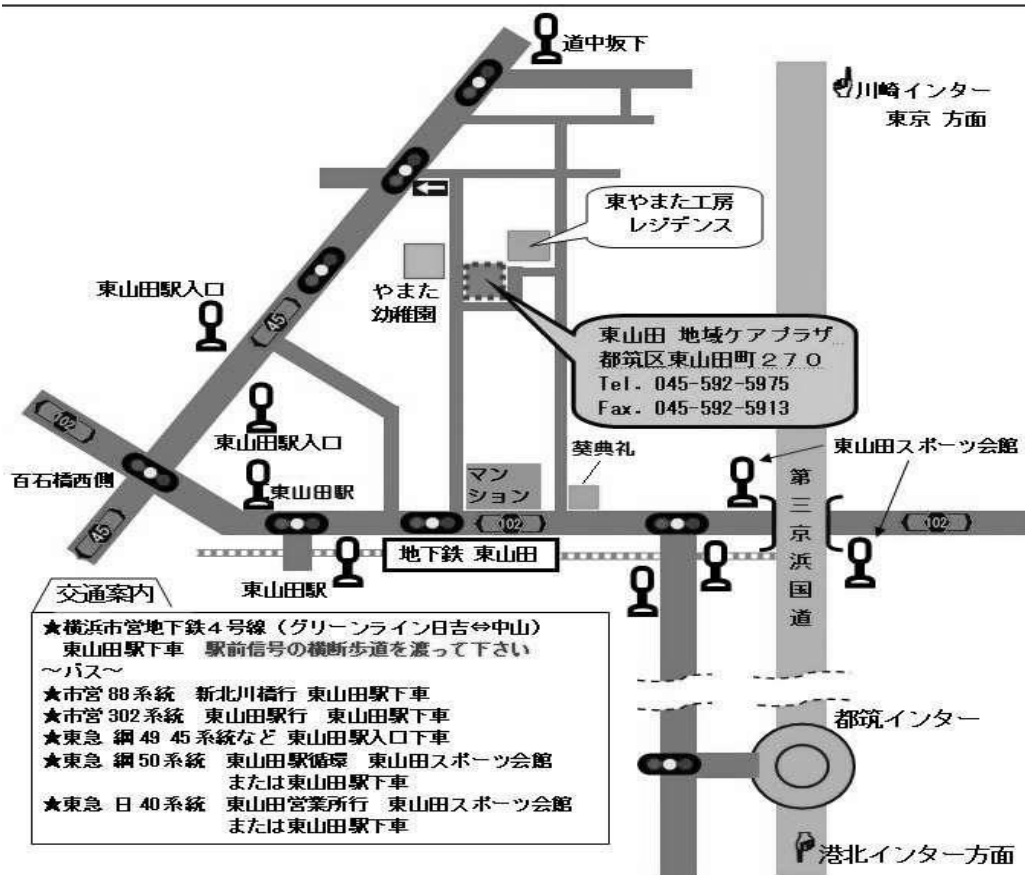 道中坂下
川崎インター
東京 方面
東やまた工房
レジデンス
やまた
幼稚園
東山田駅入口
45
東山田 地域ケアプラザ
都筑区東山田町270
Tel. 045-592-5975
Fax. 045-592-5913
102
東山田駅入口
百石橋西側
東山田駅
マン
ション
葵典礼
東山田スポーツ会館
第三京浜国道
45
102
102
地下鉄 東山田
東山田駅
交通案内
★横浜市営地下鉄4号線(グリーンライン日吉⇔中山)
東山田駅下車 駅前信号の横断歩道を渡って下さい
~バス~
★市営88系統 新北川橋行 東山田駅下車
★市営302系統 東山田駅行 東山田駅下車
★東急 綱49 45系統など 東山田駅入口下車
★東急 綱50系統 東山田駅循環 東山田スポーツ会館
または東山田駅下車
★東急 日40系統 東山田営業所行 東山田スポーツ会館
または東山田駅下車
都筑インター
港北インター方面